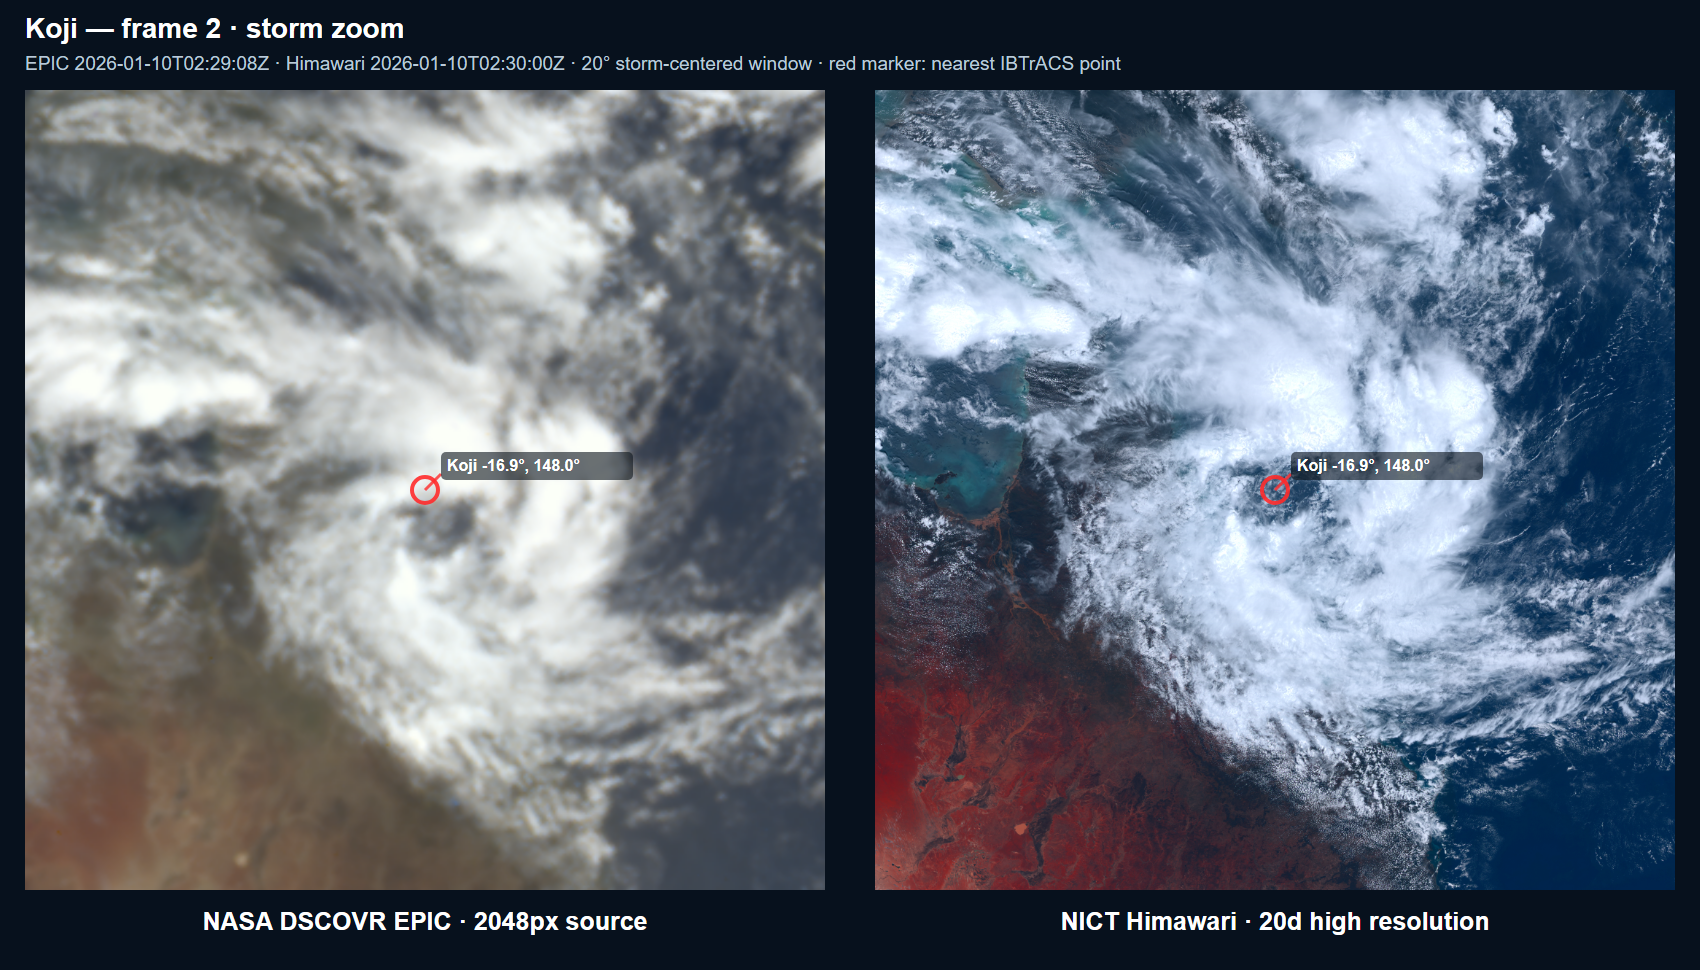 Koji — frame 2 · storm zoom
EPIC 2026-01-10T02:29:08Z · Himawari 2026-01-10T02:30:00Z · 20° storm-centered window · red marker: nearest IBTrACS point
Koji -16.9°, 148.0°
Koji -16.9°, 148.0°
NASA DSCOVR EPIC · 2048px source
NICT Himawari · 20d high resolution